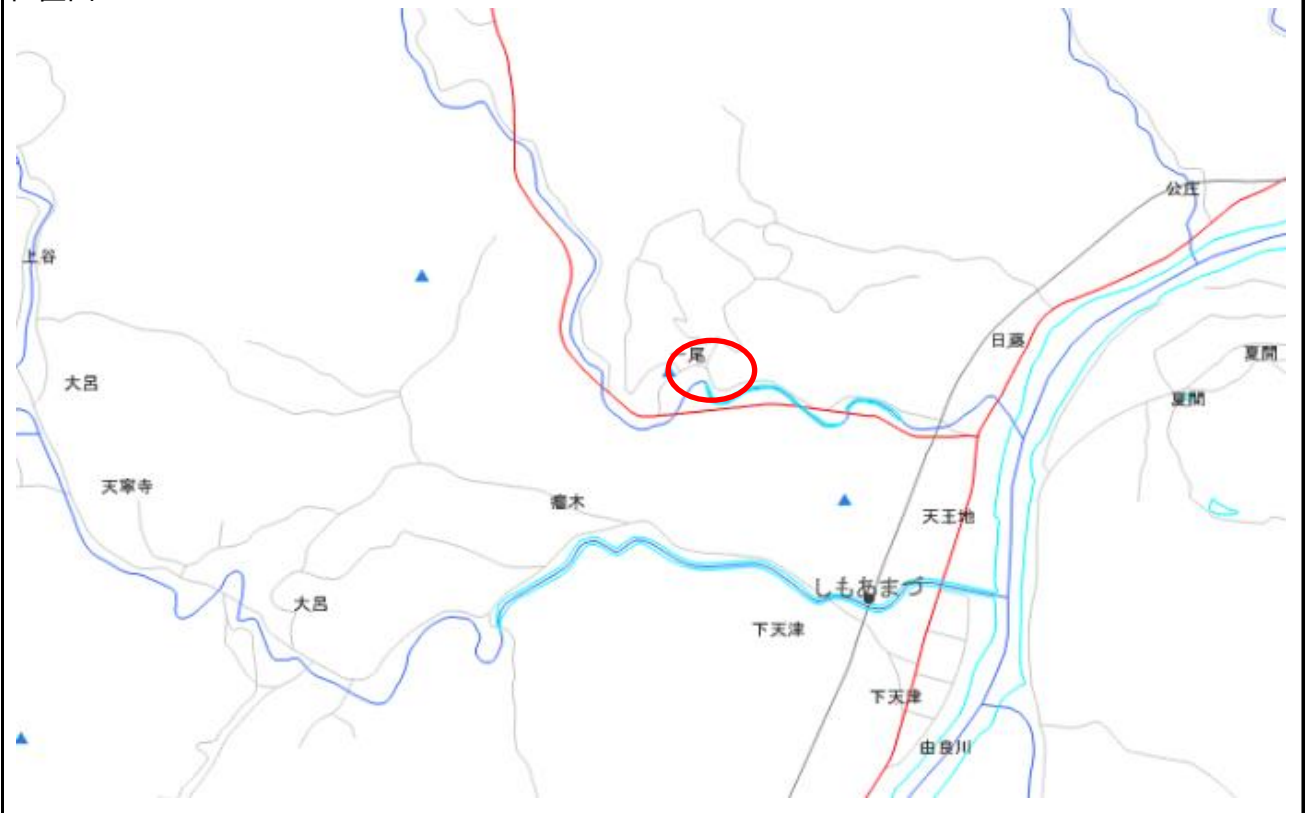 公庄
上谷
日藤
尾
夏間
大呂
夏間
天寧寺
瘤木
天王地
しもあまづ
大呂
下天津
下天津
由良川